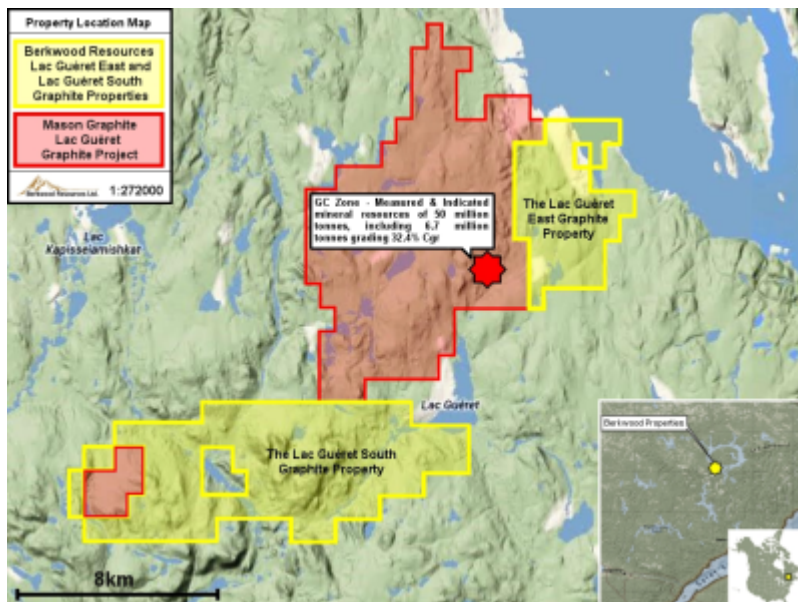 Property Location Map
Berkwood Resources
Lac Guéret East and
Lac Guéret South
Graphite Properties
Mason Graphite
Lac Guéret
Graphite Project
Berkwood Resources Ltd.
1:272000
GC Zone - Measured & Indicated
mineral resources of 50 million
tonnes, including 6.7 million
tonnes grading 32.4% Cgr
The Lac Guéret
East Graphite
Property
Lac
Kapisselamishkar
Lac Guéret
The Lac Guéret South
Graphite Property
Berkwood Properties
8km